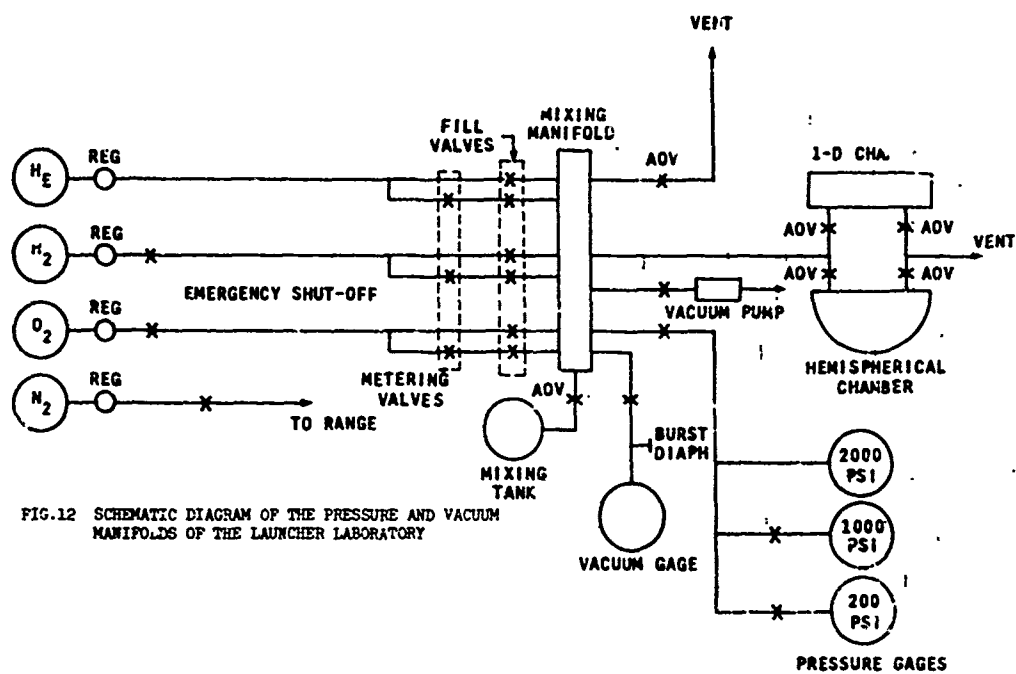 VENT
MIXING
MANIFOLD
FILL
VALVES
AOV
1-D CHA.
HE
REG
AOV
AOV
VENT
H2
REG
AOV
AOV
EMERGENCY SHUT-OFF
VACUUM PUMP
O2
REG
HEMISPHERICAL
CHAMBER
METERING
VALVES
AOV
N2
REG
TO RANGE
BURST
DIAPH
MIXING
TANK
2000
PSI
FIG.12 SCHEMATIC DIAGRAM OF THE PRESSURE AND VACUUM
MANIFOLDS OF THE LAUNCHER LABORATORY
1000
PSI
VACUUM GAGE
200
PSI
PRESSURE GAGES